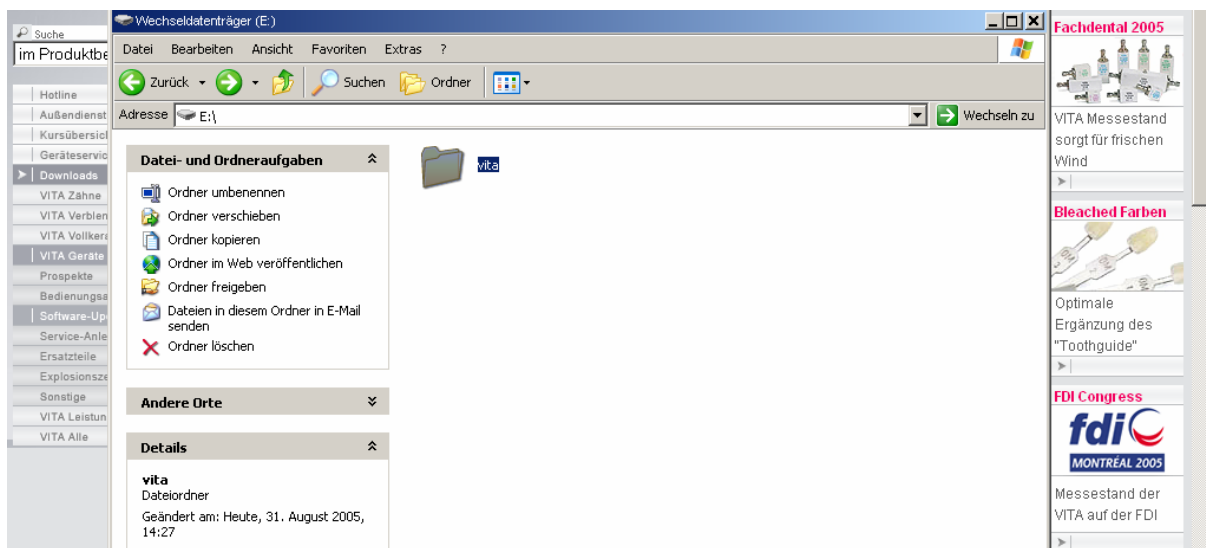 Suche
im Produktbe
Hotline
Außendienst
Kursübersicl
Geräteservic
Downloads
VITA Zähne
VITA Verblen
VITA Vollkera
VITA Geräte
Prospekte
Bedienungsa
Software-Up
Service-Anle
Ersatzteile
Explosionsze
Sonstige
VITA Leistun
VITA Alle
Wechseldatenträger (E:)
Datei Bearbeiten Ansicht Favoriten Extras ?
Zurück Suchen Ordner
Adresse E:\ Wechseln zu
Datei- und Ordneraufgaben
Ordner umbenennen
Ordner verschieben
Ordner kopieren
Ordner im Web veröffentlichen
Ordner freigeben
Dateien in diesem Ordner in E-Mail
senden
Ordner löschen
Andere Orte
Details
vita
Dateiordner
Geändert am: Heute, 31. August 2005,
14:27
vita
Fachdental 2005
VITA Messestand
sorgt für frischen
Wind
Bleached Farben
Optimale
Ergänzung des
"Toothguide"
FDI Congress
fdi
MONTRÉAL 2005
Messestand der
VITA auf der FDI